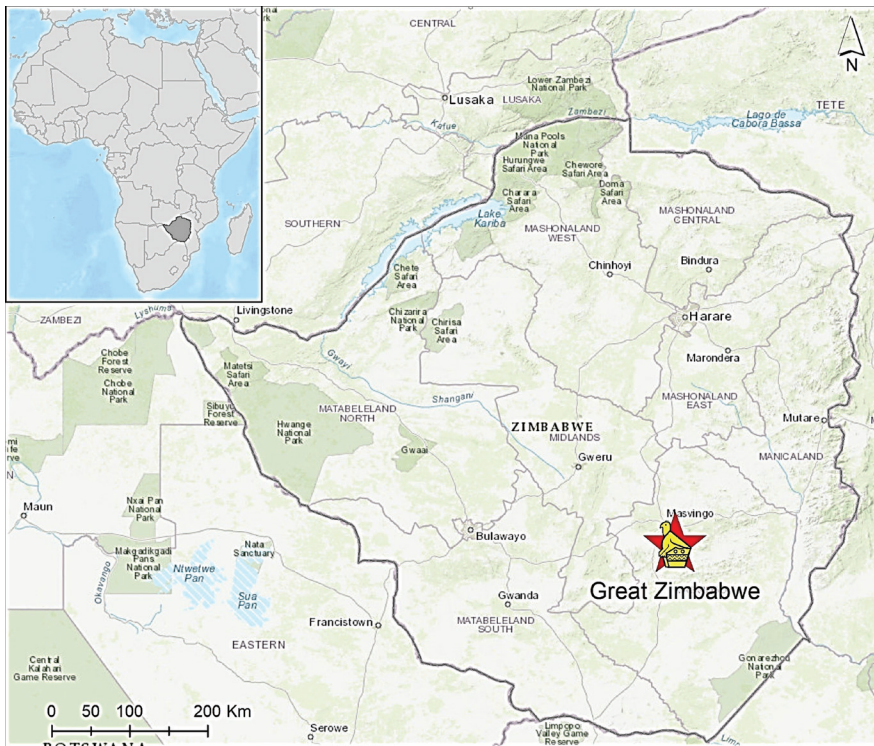 CENTRAL
N
Lower Zambezi
National Park
Lusaka
LUSAKA
Zambezi
TETE
Lago de
Cabora Bassa
Kafue
Mana Pools
National
Park
Hurungwe
Safari Area
Chewore
Safari Area
Charara
Safari
Area
Doma
Safari
Area
SOUTHERN
Lake
Kariba
MASHONALAND
WEST
MASHONALAND
CENTRAL
Chete
Safari
Area
Chinhoyi
Bindura
Livingstone
ZAMBEZI
Chizarira
National
Park
Chirisa
Safari
Area
Harare
Marondera
Chobe
Forest
Reserve
Chobe
National
Park
Matetsi
Safari
Area
Gwayi
Shangani
MASHONALAND
EAST
Sibuyu
Forest
Reserve
MATABELELAND
NORTH
Hwange
National
Park
ZIMBABWE
MIDLANDS
Mutare
Gwaai
Gweru
MANICALAND
Nxai Pan
National
Park
Maun
Masvingo
Bulawayo
Makgadikgadi
Pans
National
Park
Nata
Sanctuary
Ntwetwe
Pan
Sua
Pan
Okavango
Great Zimbabwe
Gwanda
Francistown
MATABELELAND
SOUTH
EASTERN
Central
Kalahari
Game Reserve
Gonarezhou
National
Park
0 50 100 200 Km
Serowe
Limpopo
Valley Game
Reserve
BOTSWANA